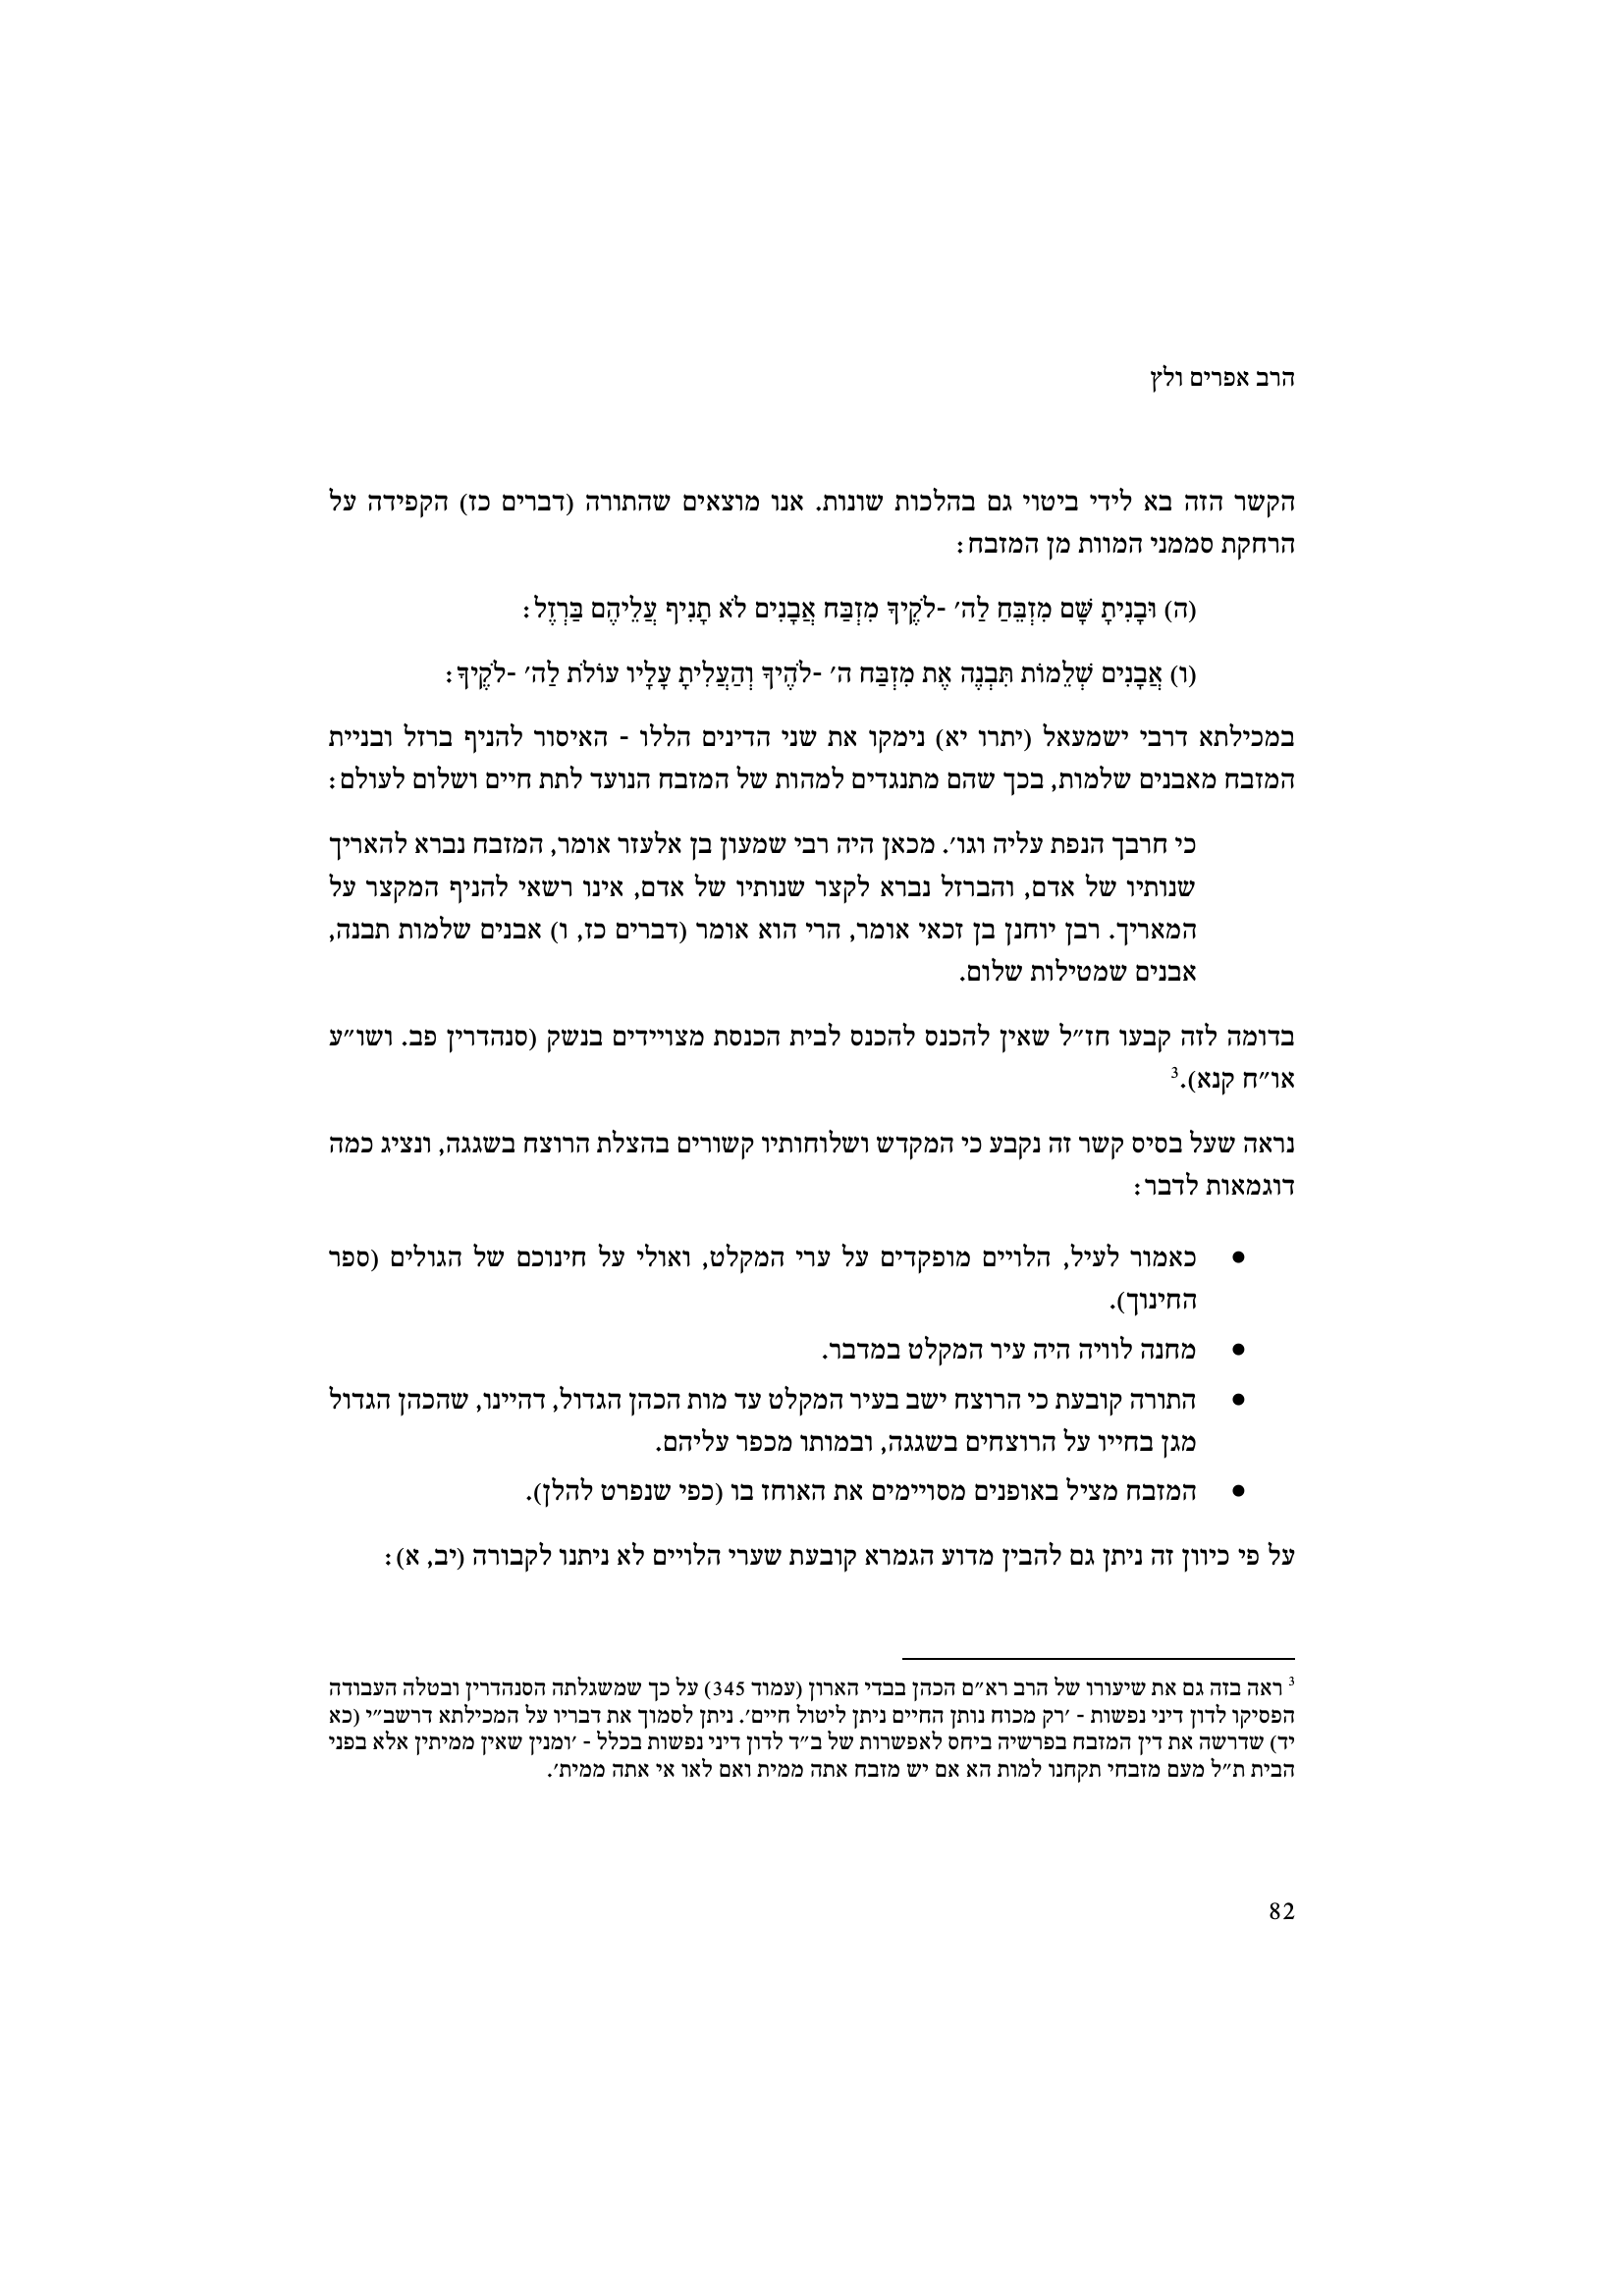 הרב אפרים ולץ
הקשר הזה בא לידי ביטוי גם בהלכות שונות. אנו מוצאים שהתורה (דברים כז) הקפידה על
הרחקת סממני המוות מן המזבח:
(ה) וּבָנִיתָ שָּׁם מִזְבֵּחַ לַה׳ -לֹקֶיךָ מִזְבַּח אֲבָנִים לֹא תָנִיף עֲלֵיהֶם בַּרְזֶל:
(ו) אֲבָנִים שְׁלֵמוֹת תִּבְנֶה אֶת מִזְבַּח ה׳ -לֹהֶיךָ וְהַעֲלִיתָ עָלָיו עוֹלֹת לַה׳ -לֹקֶיךָ:
במכילתא דרבי ישמעאל (יתרו יא) נימקו את שני הדינים הללו - האיסור להניף ברזל ובניית
המזבח מאבנים שלמות, בכך שהם מתנגדים למהות של המזבח הנועד לתת חיים ושלום לעולם:
כי חרבך הנפת עליה וגו׳. מכאן היה רבי שמעון בן אלעזר אומר, המזבח נברא להאריך
שנותיו של אדם, והברזל נברא לקצר שנותיו של אדם, אינו רשאי להניף המקצר על
המאריך. רבן יוחנן בן זכאי אומר, הרי הוא אומר (דברים כז, ו) אבנים שלמות תבנה,
אבנים שמטילות שלום.
בדומה לזה קבעו חז״ל שאין להכנס להכנס לבית הכנסת מצויידים בנשק (סנהדרין פב. ושו״ע
או״ח קנא).3
נראה שעל בסיס קשר זה נקבע כי המקדש ושלוחותיו קשורים בהצלת הרוצח בשגגה, ונציג כמה
דוגמאות לדבר:
● כאמור לעיל, הלויים מופקדים על ערי המקלט, ואולי על חינוכם של הגולים (ספר
החינוך).
● מחנה לוויה היה עיר המקלט במדבר.
● התורה קובעת כי הרוצח ישב בעיר המקלט עד מות הכהן הגדול, דהיינו, שהכהן הגדול
מגן בחייו על הרוצחים בשגגה, ובמותו מכפר עליהם.
● המזבח מציל באופנים מסויימים את האוחז בו (כפי שנפרט להלן).
על פי כיוון זה ניתן גם להבין מדוע הגמרא קובעת שערי הלויים לא ניתנו לקבורה (יב, א):
3 ראה בזה גם את שיעורו של הרב רא״ם הכהן בבדי הארון (עמוד 345) על כך שמשגלתה הסנהדרין ובטלה העבודה
הפסיקו לדון דיני נפשות - ׳רק מכוח נותן החיים ניתן ליטול חיים׳. ניתן לסמוך את דבריו על המכילתא דרשב״י (כא
יד) שדרשה את דין המזבח בפרשיה ביחס לאפשרות של ב״ד לדון דיני נפשות בכלל - ׳ומנין שאין ממיתין אלא בפני
הבית ת״ל מעם מזבחי תקחנו למות הא אם יש מזבח אתה ממית ואם לאו אי אתה ממית׳.
82